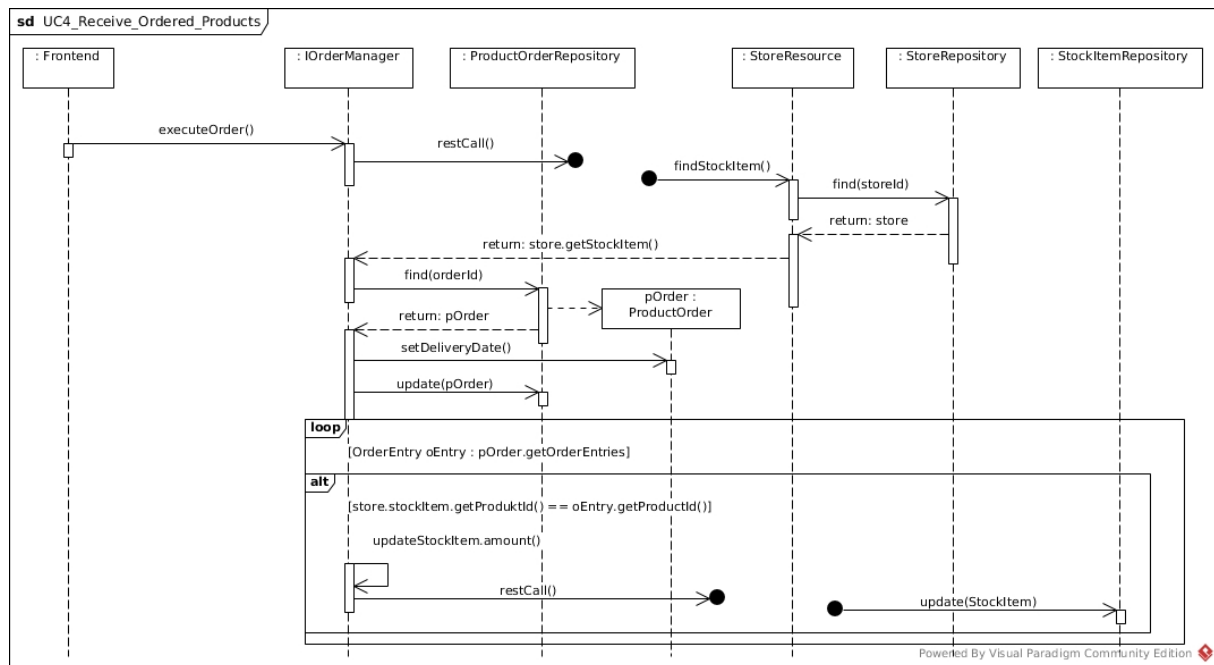 sd UC4_Receive_Ordered_Products
: Frontend
: IOrderManager
: ProductOrderRepository
: StoreResource
: StoreRepository
: StockItemRepository
executeOrder()
restCall()
findStockItem()
find(storeId)
return: store
return: store.getStockItem()
find(orderId)
pOrder :
ProductOrder
return: pOrder
setDeliveryDate()
update(pOrder)
loop
[OrderEntry oEntry : pOrder.getOrderEntries]
alt
[store.stockItem.getProduktId() == oEntry.getProductId()]
updateStockItem.amount()
restCall()
update(StockItem)
Powered By Visual Paradigm Community Edition